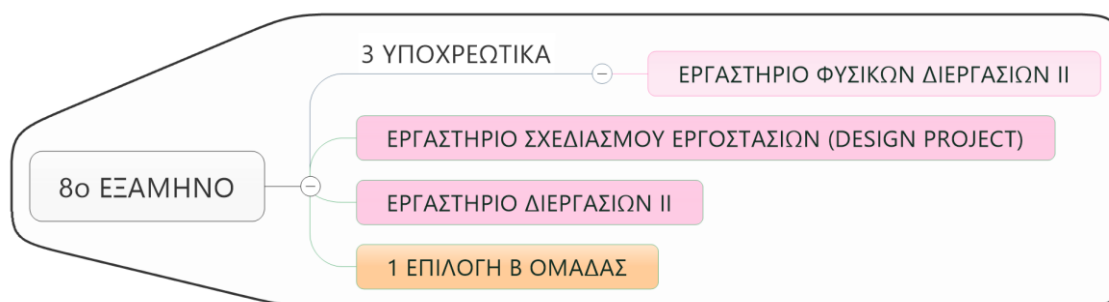 3 ΥΠΟΧΡΕΩΤΙΚΑ
ΕΡΓΑΣΤΗΡΙΟ ΦΥΣΙΚΩΝ ΔΙΕΡΓΑΣΙΩΝ ΙΙ
ΕΡΓΑΣΤΗΡΙΟ ΣΧΕΔΙΑΣΜΟΥ ΕΡΓΟΣΤΑΣΙΩΝ (DESIGN PROJECT)
8ο ΕΞΑΜΗΝΟ
ΕΡΓΑΣΤΗΡΙΟ ΔΙΕΡΓΑΣΙΩΝ ΙΙ
1 ΕΠΙΛΟΓΗ Β ΟΜΑΔΑΣ